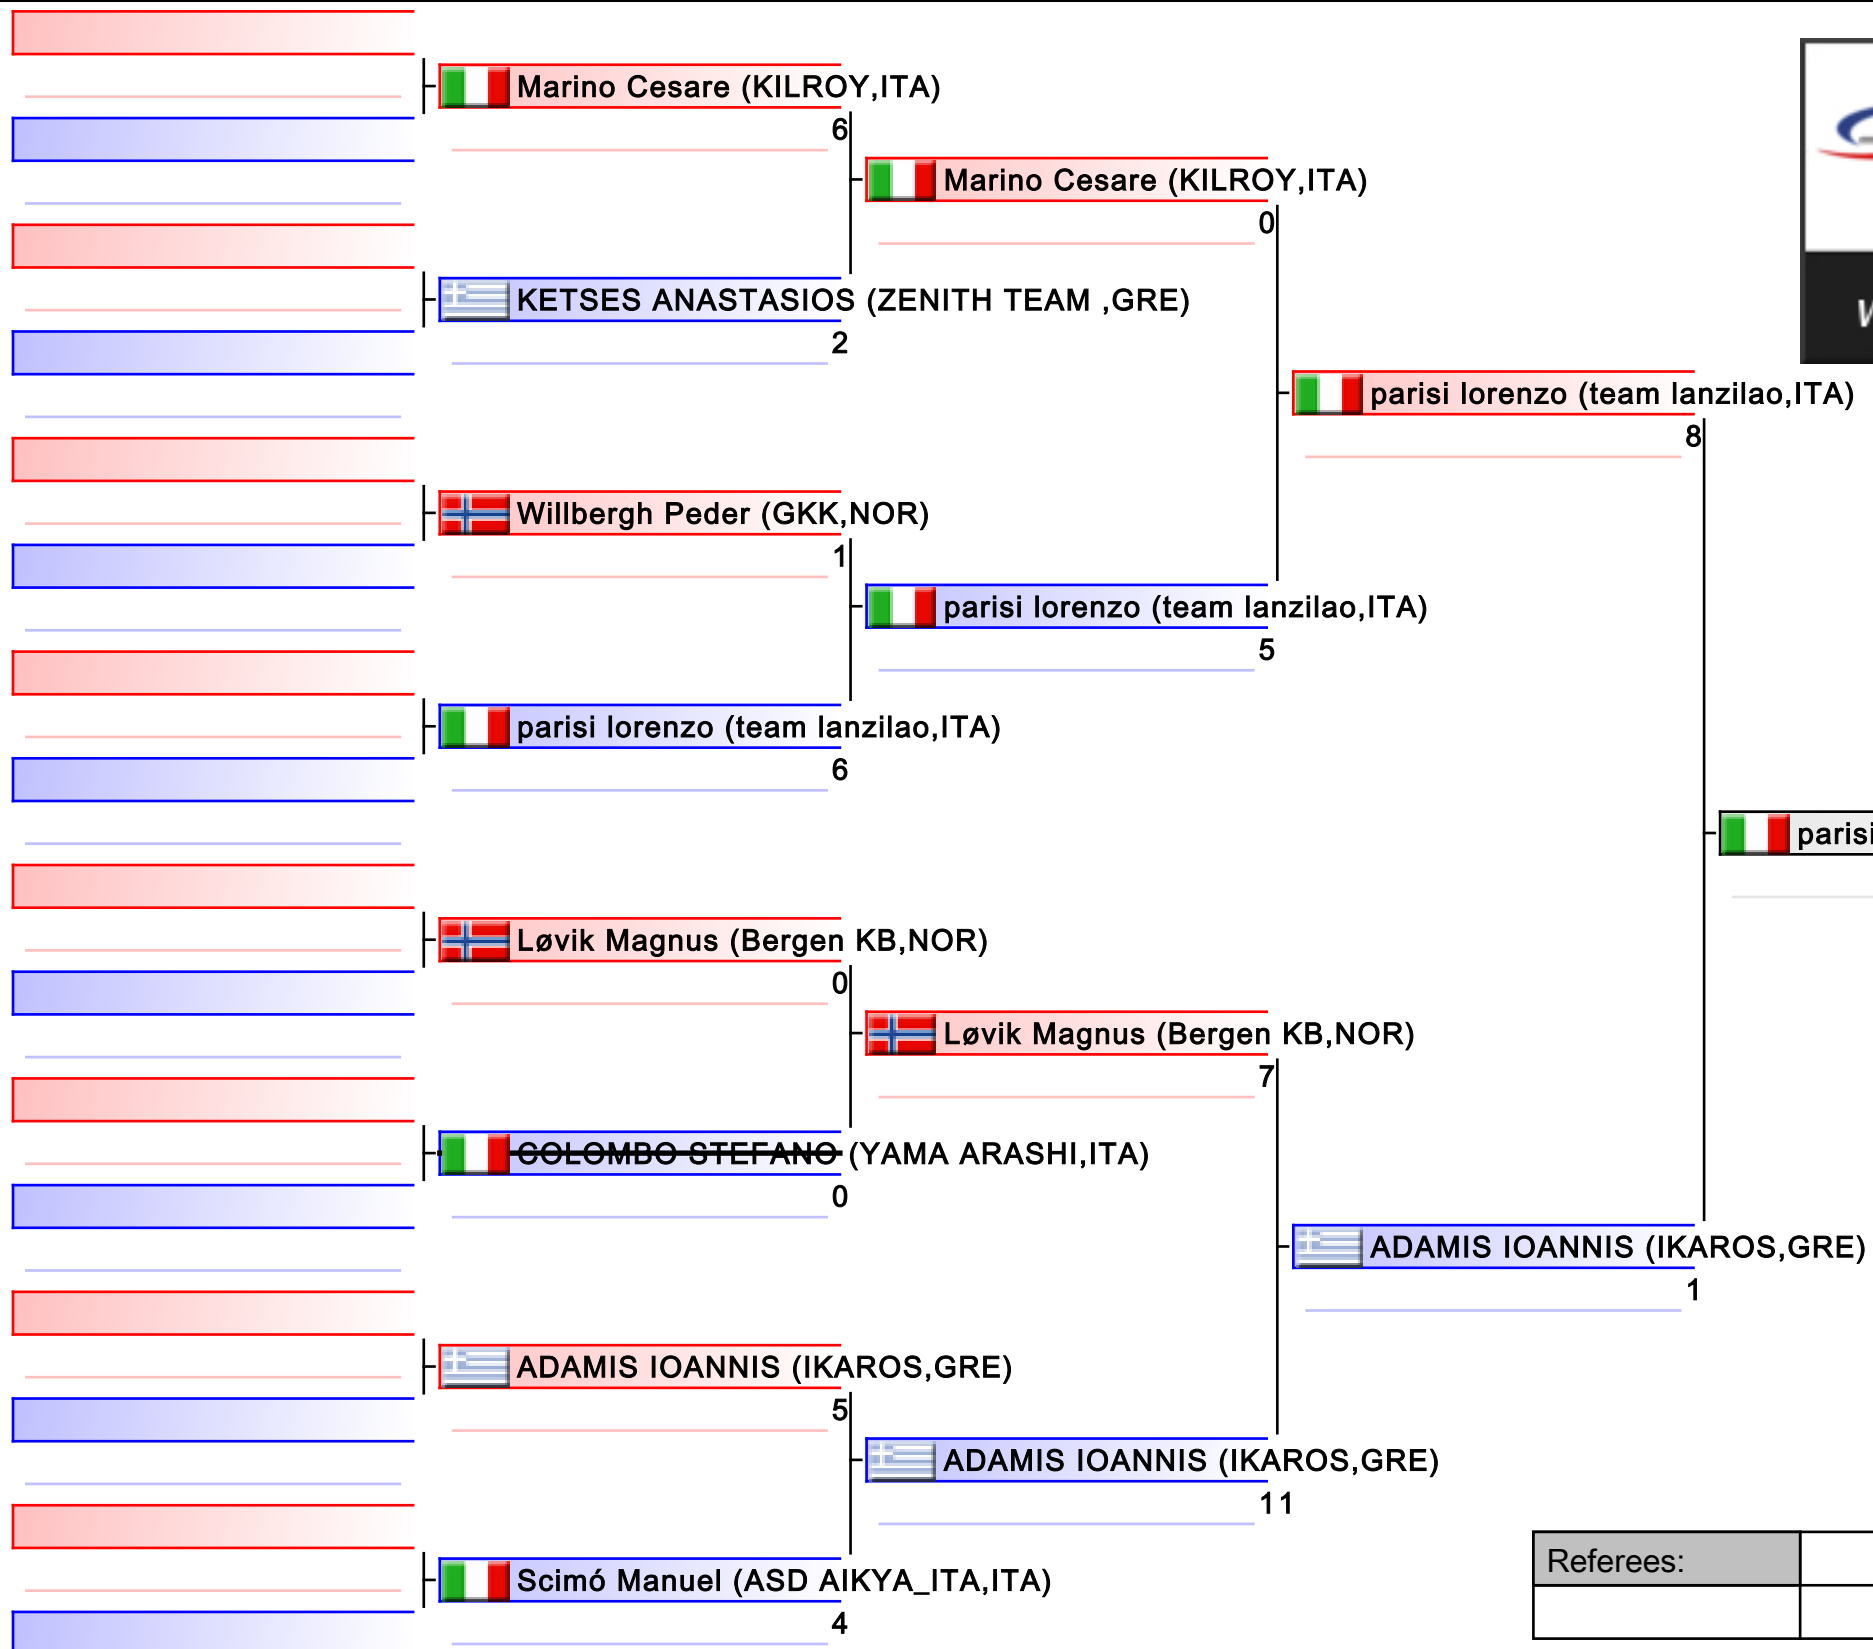 Marino Cesare (KILROY,ITA)
6
Marino Cesare (KILROY,ITA)
0
KETSES ANASTASIOS (ZENITH TEAM ,GRE)
2
parisi lorenzo (team lanzilao,ITA)
8
Willbergh Peder (GKK,NOR)
1
parisi lorenzo (team lanzilao,ITA)
5
parisi lorenzo (team lanzilao,ITA)
6
parisi
Løvik Magnus (Bergen KB,NOR)
0
Løvik Magnus (Bergen KB,NOR)
7
COLOMBO STEFANO (YAMA ARASHI,ITA)
0
ADAMIS IOANNIS (IKAROS,GRE)
1
ADAMIS IOANNIS (IKAROS,GRE)
5
ADAMIS IOANNIS (IKAROS,GRE)
11
Scimó Manuel (ASD AIKYA_ITA,ITA)
4
Referees: